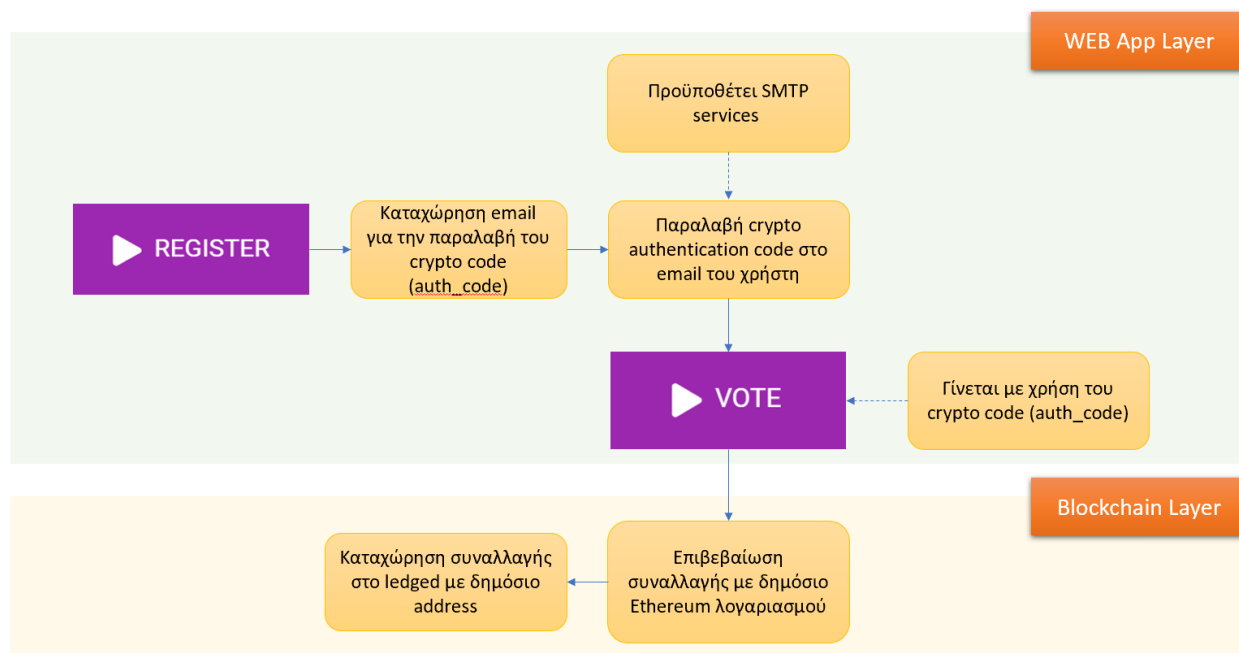 WEB App Layer
Προϋποθέτει SMTP
services
REGISTER
Καταχώρηση email
για την παραλαβή του
crypto code
(auth_code)
Παραλαβή crypto
authentication code στο
email του χρήστη
VOTE
Γίνεται με χρήση του
crypto code (auth_code)
Blockchain Layer
Καταχώρηση συναλλαγής
στο ledged με δημόσιο
address
Επιβεβαίωση
συναλλαγής με δημόσιο
Ethereum λογαριασμού